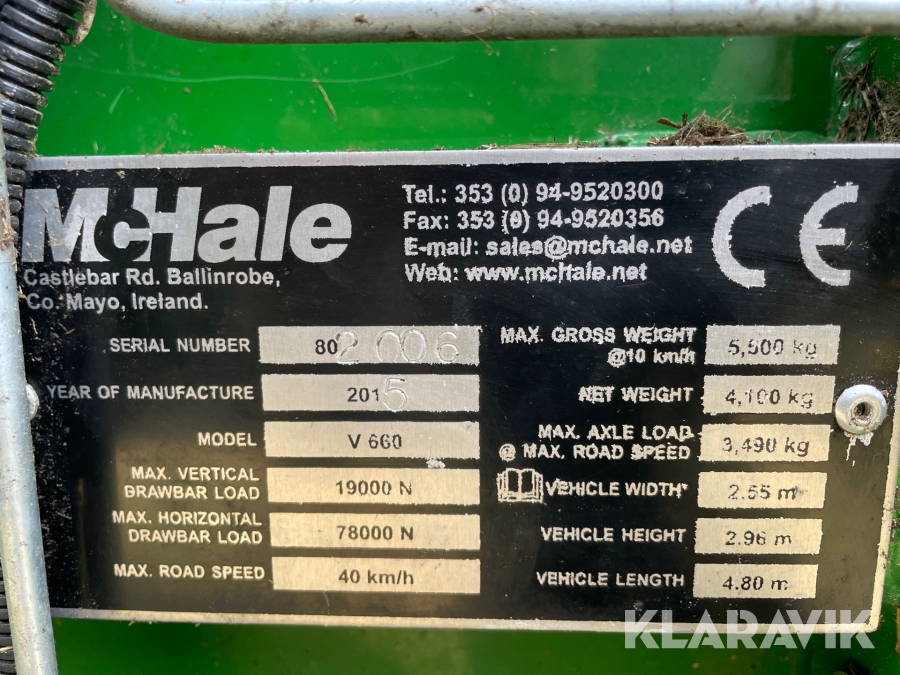 McHale
Castlebar Rd. Ballinrobe,
Co. Mayo, Ireland.
Tel.: 353 (0) 94-9520300
Fax: 353 (0) 94-9520356
E-mail: sales@mchale.net
Web: www.mcHale.net
CE
SERIAL NUMBER 802006
YEAR OF MANUFACTURE 2015
MODEL V 660
MAX. VERTICAL
DRAWBAR LOAD 19000 N
MAX. HORIZONTAL
DRAWBAR LOAD 78000 N
MAX. ROAD SPEED 40 km/h
MAX. GROSS WEIGHT
@10 km/h 5,500 kg
NET WEIGHT 4,100 kg
MAX. AXLE LOAD
@ MAX. ROAD SPEED 3,490 kg
VEHICLE WIDTH* 2.55 m
VEHICLE HEIGHT 2.96 m
VEHICLE LENGTH 4.80 m
KLARAVIK